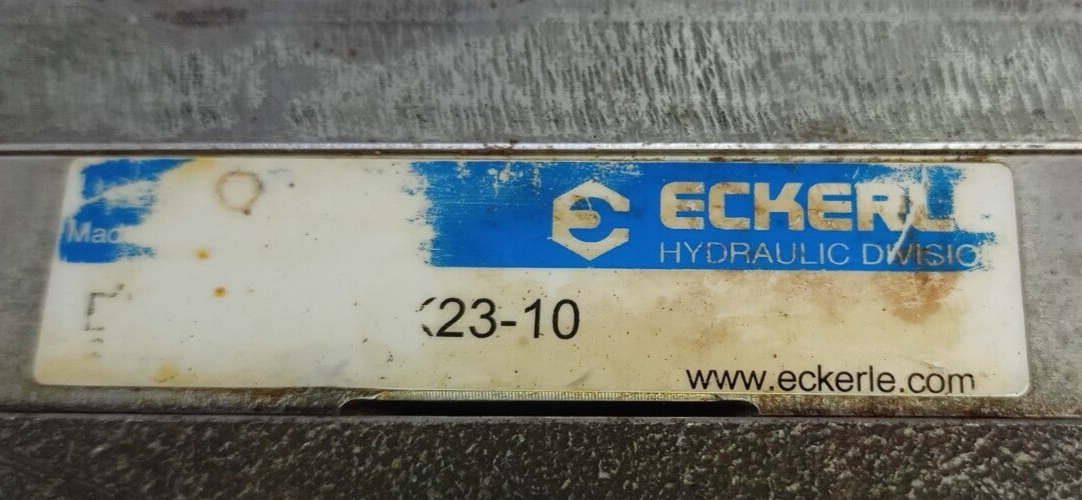 ECKERL
HYDRAULIC DIVISIO
Mad
23-10
www.eckerle.com